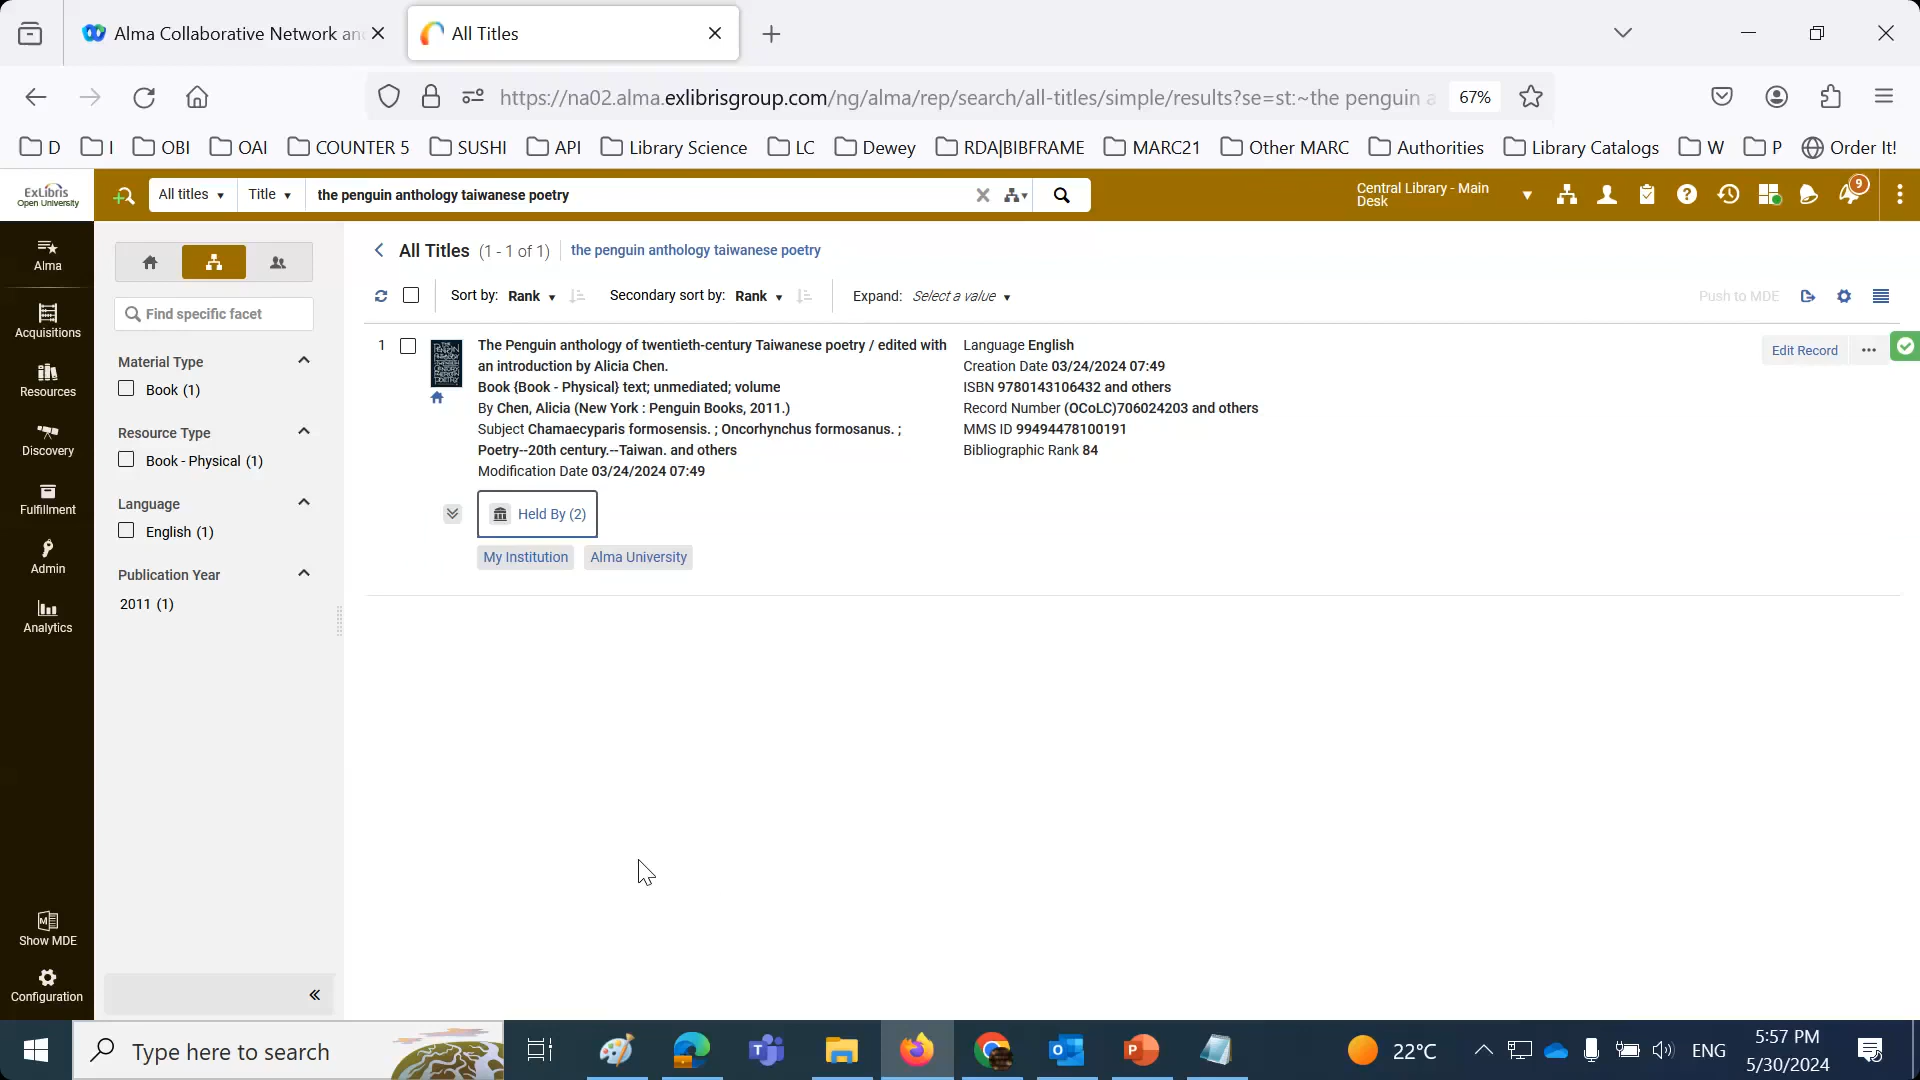 Alma Collaborative Network an
All Titles
https://na02.alma.exlibrisgroup.com/ng/alma/rep/search/all-titles/simple/results?se=st:~the penguin a
67%
D
I
OBI
OAI
COUNTER 5
SUSHI
API
Library Science
LC
Dewey
RDA|BIBFRAME
MARC21
Other MARC
Authorities
Library Catalogs
W
P
Order It!
ExLibris
Open University
All titles
Title
the penguin anthology taiwanese poetry
Central Library - Main
Desk
9
Alma
Acquisitions
Resources
Discovery
Fulfillment
Admin
Analytics
Show MDE
Configuration
Find specific facet
Material Type
Book (1)
Resource Type
Book - Physical (1)
Language
English (1)
Publication Year
2011 (1)
All Titles (1 - 1 of 1) the penguin anthology taiwanese poetry
Sort by: Rank
Secondary sort by: Rank
Expand: Select a value
Push to MDE
1
The Penguin anthology of twentieth-century Taiwanese poetry / edited with
an introduction by Alicia Chen.
Book {Book - Physical} text; unmediated; volume
By Chen, Alicia (New York : Penguin Books, 2011.)
Subject Chamaecyparis formosensis. ; Oncorhynchus formosanus. ;
Poetry--20th century.--Taiwan. and others
Modification Date 03/24/2024 07:49
Language English
Creation Date 03/24/2024 07:49
ISBN 9780143106432 and others
Record Number (OCoLC)706024203 and others
MMS ID 99494478100191
Bibliographic Rank 84
Edit Record
Held By (2)
My Institution
Alma University
Type here to search
22°C
ENG
5:57 PM
5/30/2024